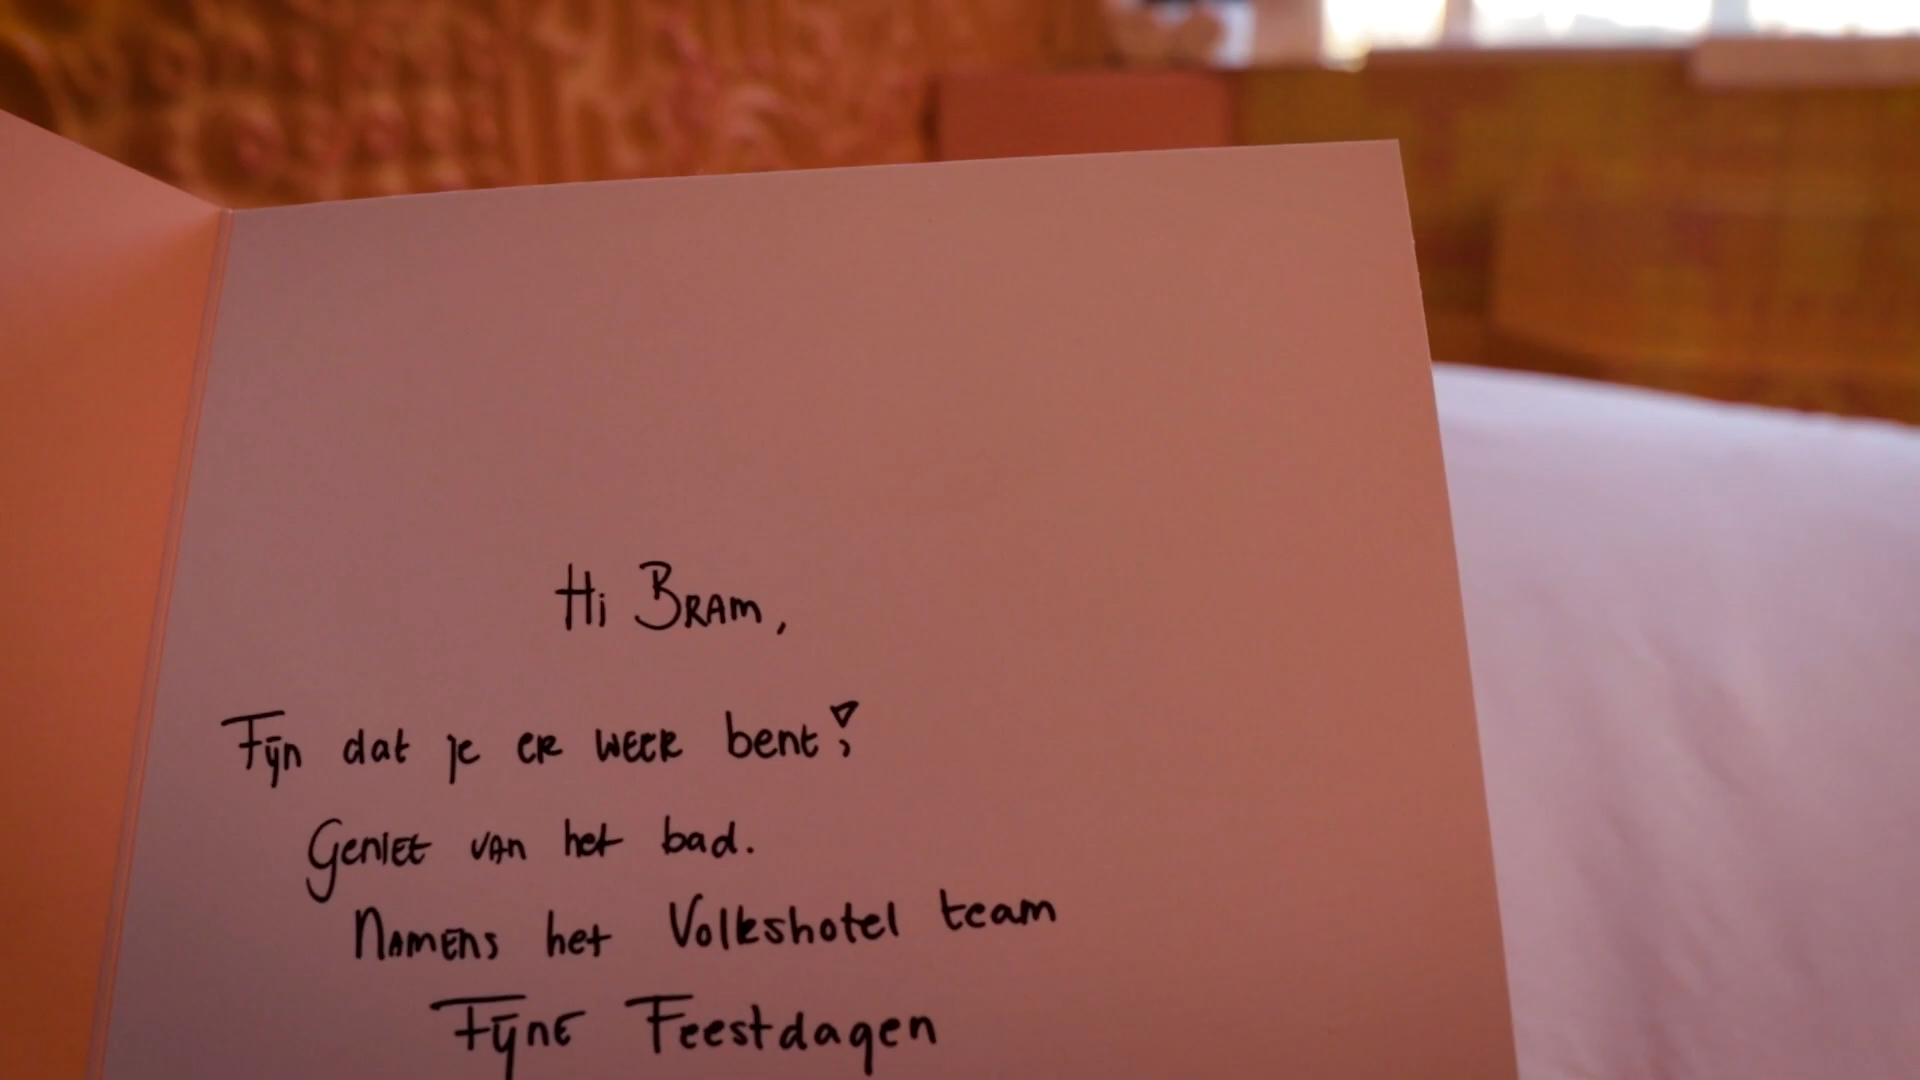 Hi Bram,
Fijn dat je er weer bent!
Geniet van het bad.
Namens het Volkshotel team
Fijne Feestdagen